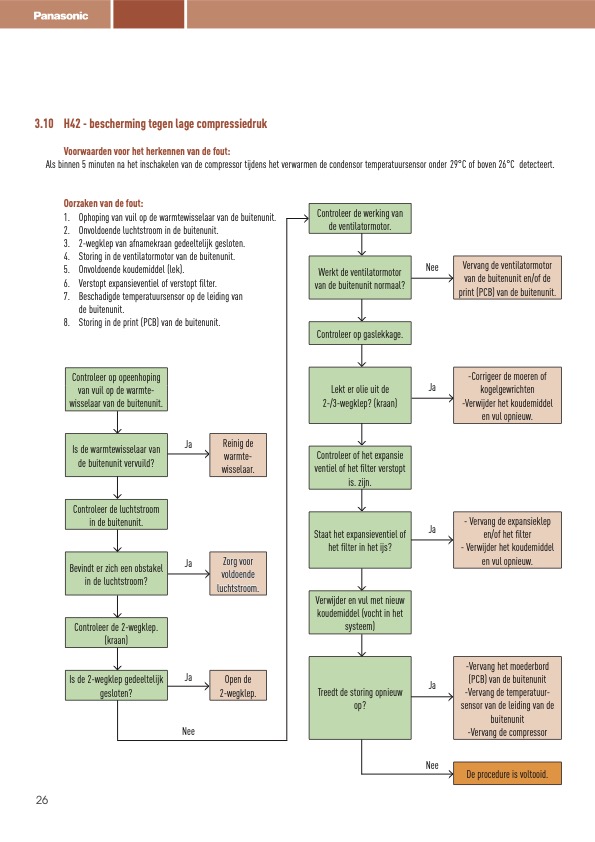 Panasonic
3.10 H42 - bescherming tegen lage compressiedruk
Voorwaarden voor het herkennen van de fout:
Als binnen 5 minuten na het inschakelen van de compressor tijdens het verwarmen de condensor temperatuursensor onder 29°C of boven 26°C detecteert.
Oorzaken van de fout:
1. Ophoping van vuil op de warmtewisselaar van de buitenunit.
2. Onvoldoende luchtstroom in de buitenunit.
3. 2-wegklep van afnamekraan gedeeltelijk gesloten.
4. Storing in de ventilatormotor van de buitenunit.
5. Onvoldoende koudemiddel (lek).
6. Verstopt expansieventiel of verstopt filter.
7. Beschadigde temperatuursensor op de leiding van
de buitenunit.
8. Storing in de print (PCB) van de buitenunit.
Controleer op opeenhoping
van vuil op de warmte-
wisselaar van de buitenunit.
Is de warmtewisselaar van
de buitenunit vervuild?
Ja
Reinig de
warmte-
wisselaar.
Controleer de luchtstroom
in de buitenunit.
Bevindt er zich een obstakel
in de luchtstroom?
Ja
Zorg voor
voldoende
luchtstroom.
Controleer de 2-wegklep.
(kraan)
Is de 2-wegklep gedeeltelijk
gesloten?
Ja
Open de
2-wegklep.
Nee
Controleer de werking van
de ventilatormotor.
Werkt de ventilatormotor
van de buitenunit normaal?
Nee
Vervang de ventilatormotor
van de buitenunit en/of de
print (PCB) van de buitenunit.
Controleer op gaslekkage.
Lekt er olie uit de
2-/3-wegklep? (kraan)
Ja
-Corrigeer de moeren of
kogelgewrichten
-Verwijder het koudemiddel
en vul opnieuw.
Controleer of het expansie
ventiel of het filter verstopt
is. zijn.
Staat het expansieventiel of
het filter in het ijs?
Ja
- Vervang de expansieklep
en/of het filter
- Verwijder het koudemiddel
en vul opnieuw.
Verwijder en vul met nieuw
koudemiddel (vocht in het
systeem)
Treedt de storing opnieuw
op?
Ja
-Vervang het moederbord
(PCB) van de buitenunit
-Vervang de temperatuur-
sensor van de leiding van de
buitenunit
-Vervang de compressor
Nee
De procedure is voltooid.
26